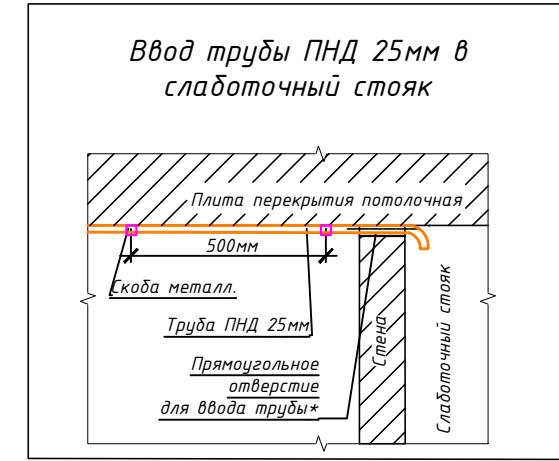 Ввод трубы ПНД 25мм в
слаботочный стояк
Плита перекрытия потолочная
500мм
Скоба металл.
Труба ПНД 25мм
Прямоугольное
отверстие
для ввода трубы*
Стена
Слаботочный стояк